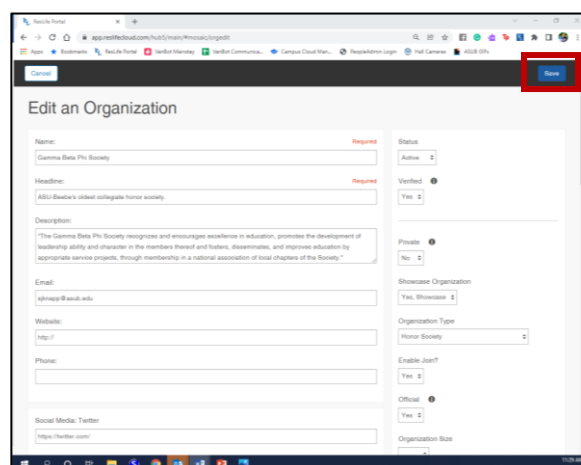 ResLife Portal
app.reslifecloud.com/hub5/main/#mosaic/orgedit
Apps Bookmarks ResLife Portal VeriBot Mainstay VeriBot Communica... Campus Cloud Man... PeopleAdmin Login Hall Cameras ASUB GIFs
Cancel
Save
Edit an Organization
Name: Required
Gamma Beta Phi Society
Headline: Required
ASU-Beebe's oldest collegiate honor society.
Description:
"The Gamma Beta Phi Society recognizes and encourages excellence in education, promotes the development of
leadership ability and character in the members thereof and fosters, disseminates, and improves education by
appropriate service projects, through membership in a national association of local chapters of the Society."
Email:
ejknapp@asub.edu
Website:
http://
Phone:
Social Media: Twitter
https://twitter.com/
Status
Active
Verified
Yes
Private
No
Showcase Organization
Yes, Showcase
Organization Type
Honor Society
Enable Join?
Yes
Official
Yes
Organization Size
11:29 AM